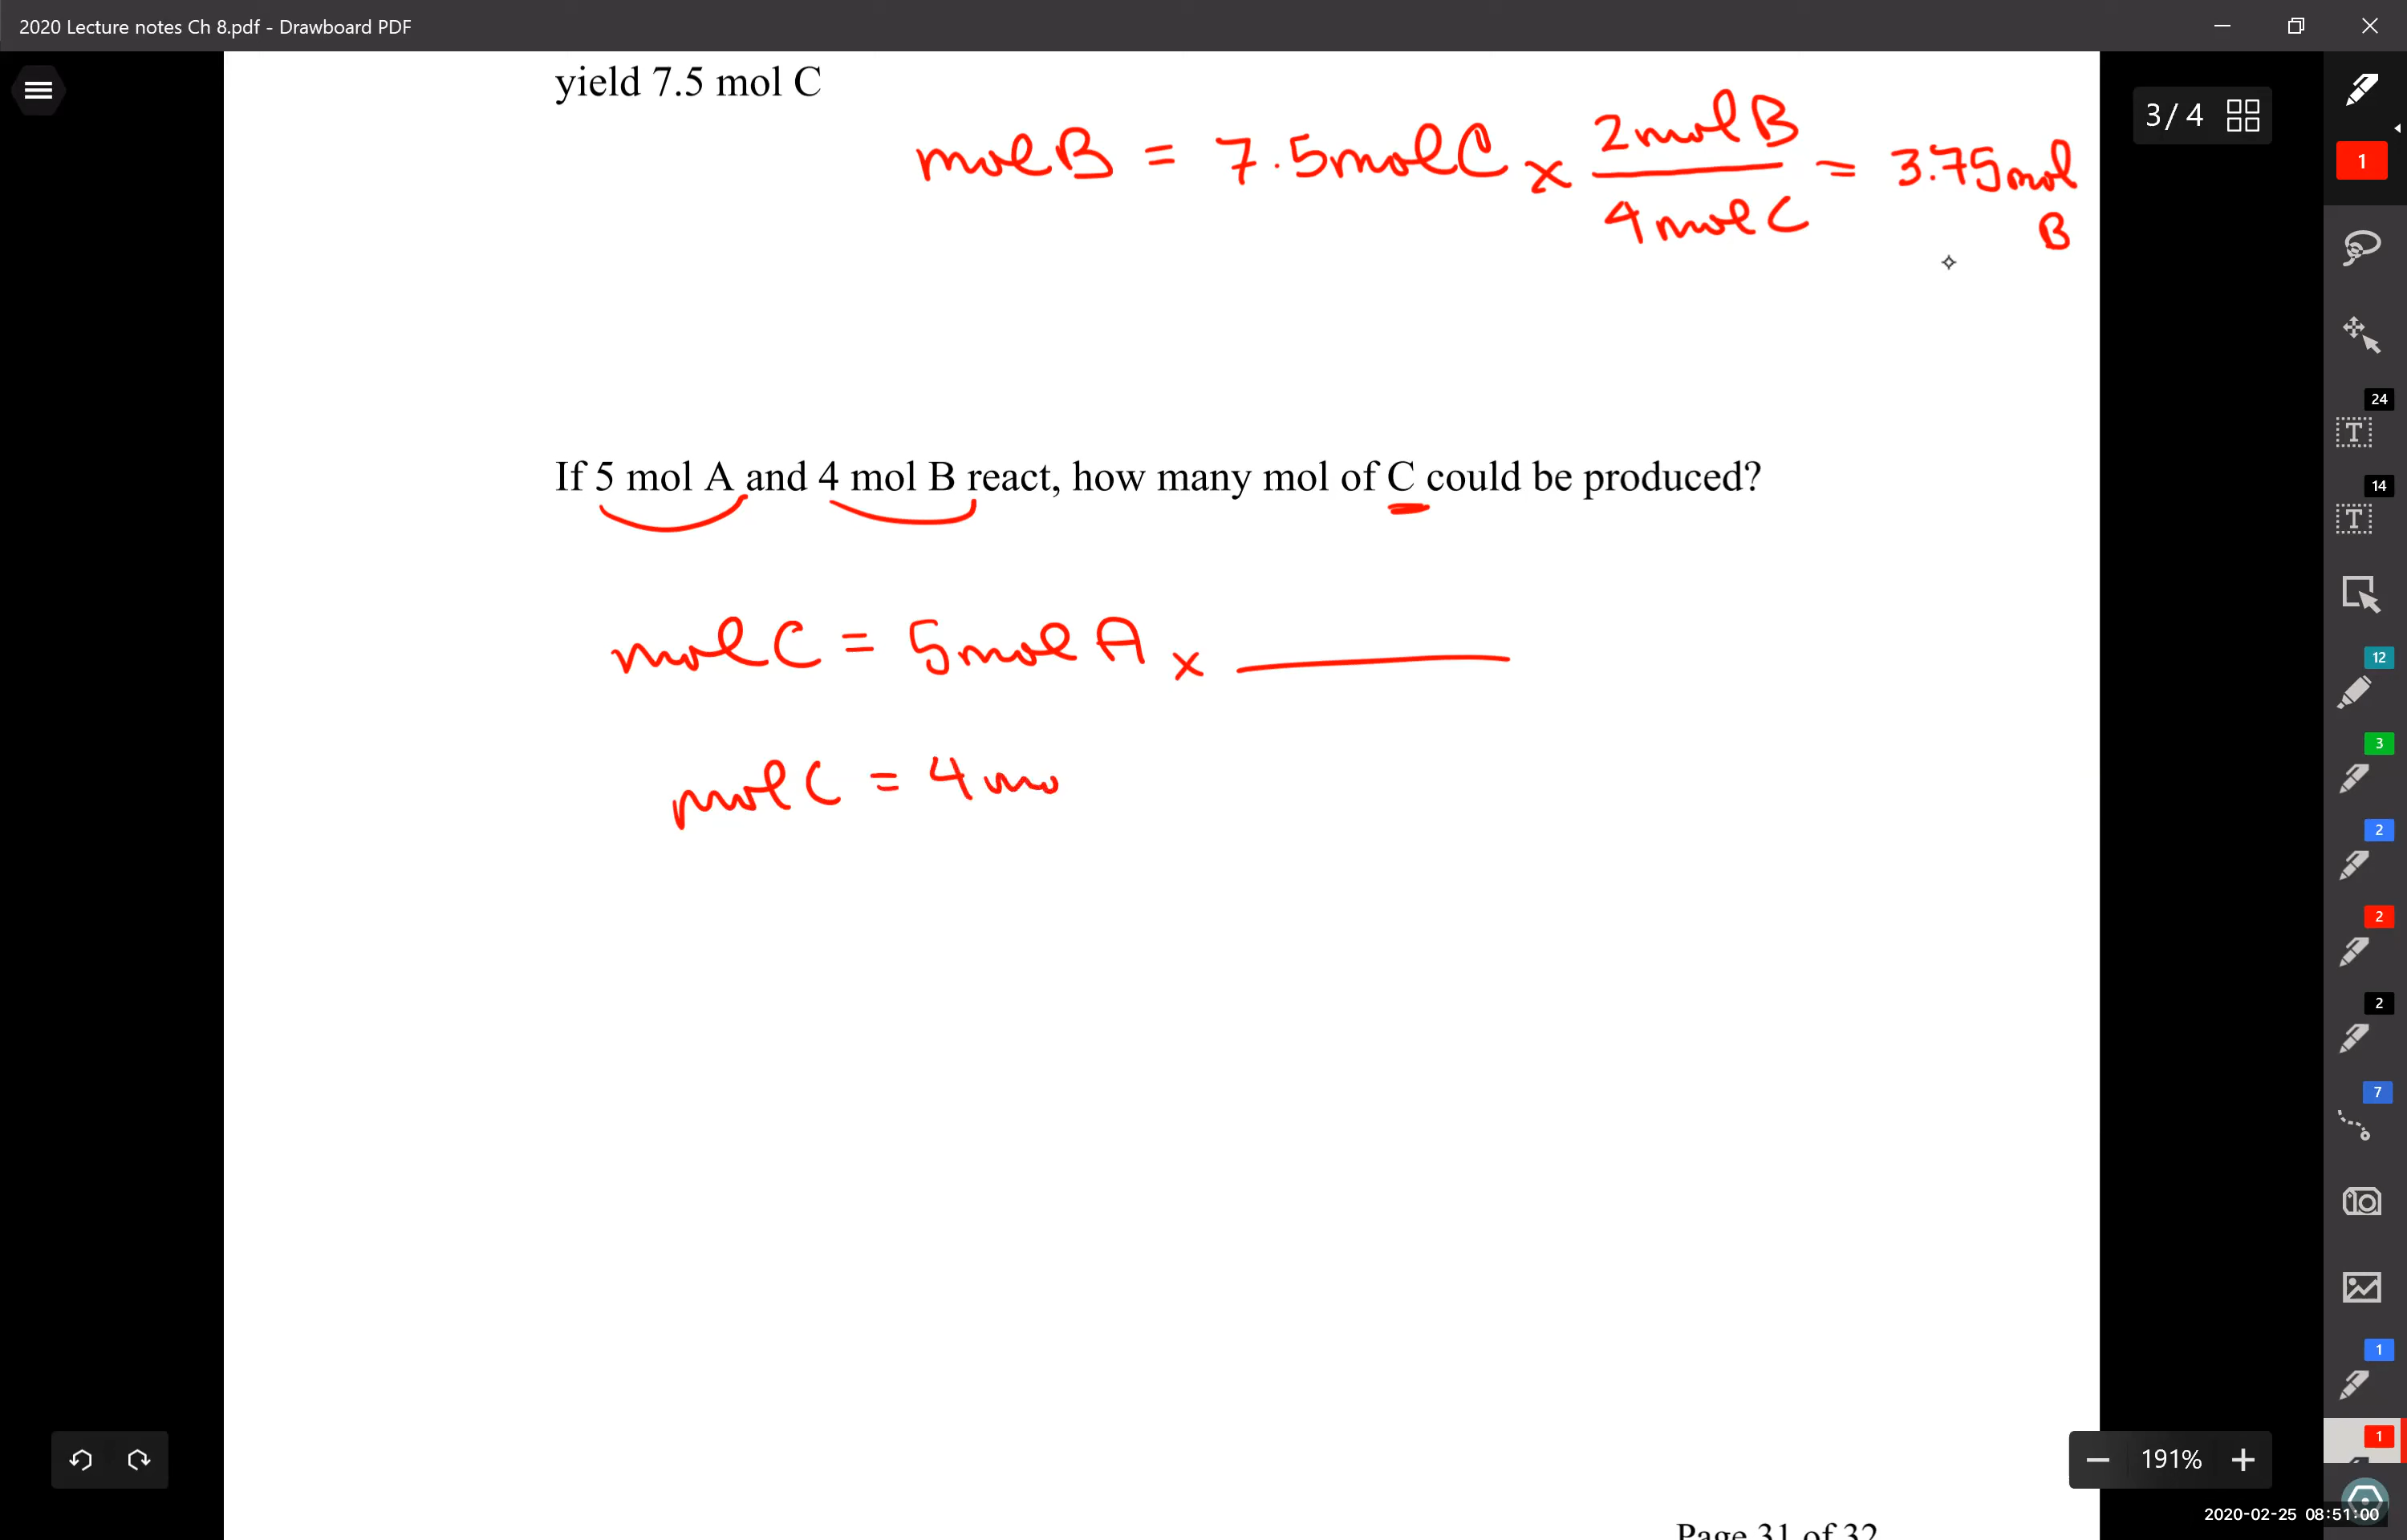 2020 Lecture notes Ch 8.pdf - Drawboard PDF
yield 7.5 mol C
3 / 4
1
mol B = 7.5 mol C x 2 mol B / 4 mol C = 3.75 mol B
24
If 5 mol A and 4 mol B react, how many mol of C could be produced?
14
mol C = 5 mol A x
12
3
mol C = 4 mo
2
2
2
7
1
1
191%
2020-02-25 08:51:00
Page 31 of 32